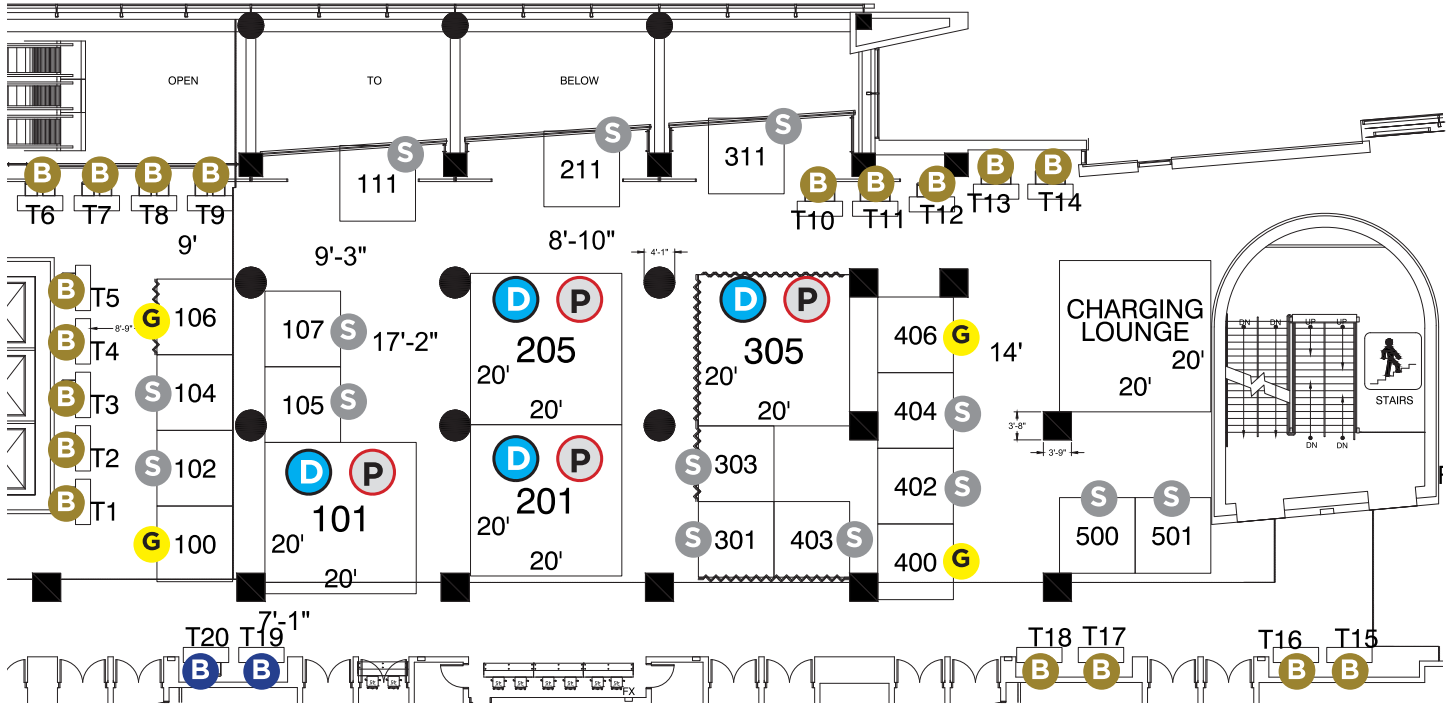 OPEN
TO
BELOW
S
S
S
111
211
311
B
B
B
B
T6
T7
T8
T9
B
B
B
B
B
T10
T11
T12
T13
T14
9'
9'-3"
8'-10"
4'-1"
B
T5
B
T4
8'-9"
B
T3
B
T2
B
T1
G
106
S
104
S
102
G
100
107
S
17'-2"
105
S
D
P
101
20'
20'
D
P
205
20'
20'
D
P
201
20'
20'
D
P
305
20'
20'
S
303
S
301
403
S
406
G
14'
404
S
402
S
400
G
CHARGING
LOUNGE
20'
20'
3'-8"
3'-9"
S
S
500
501
DN
DN
UP
UP
DN
DN
STAIRS
7'-1"
T20
T19
B
B
FX
T18
T17
B
B
T16
T15
B
B